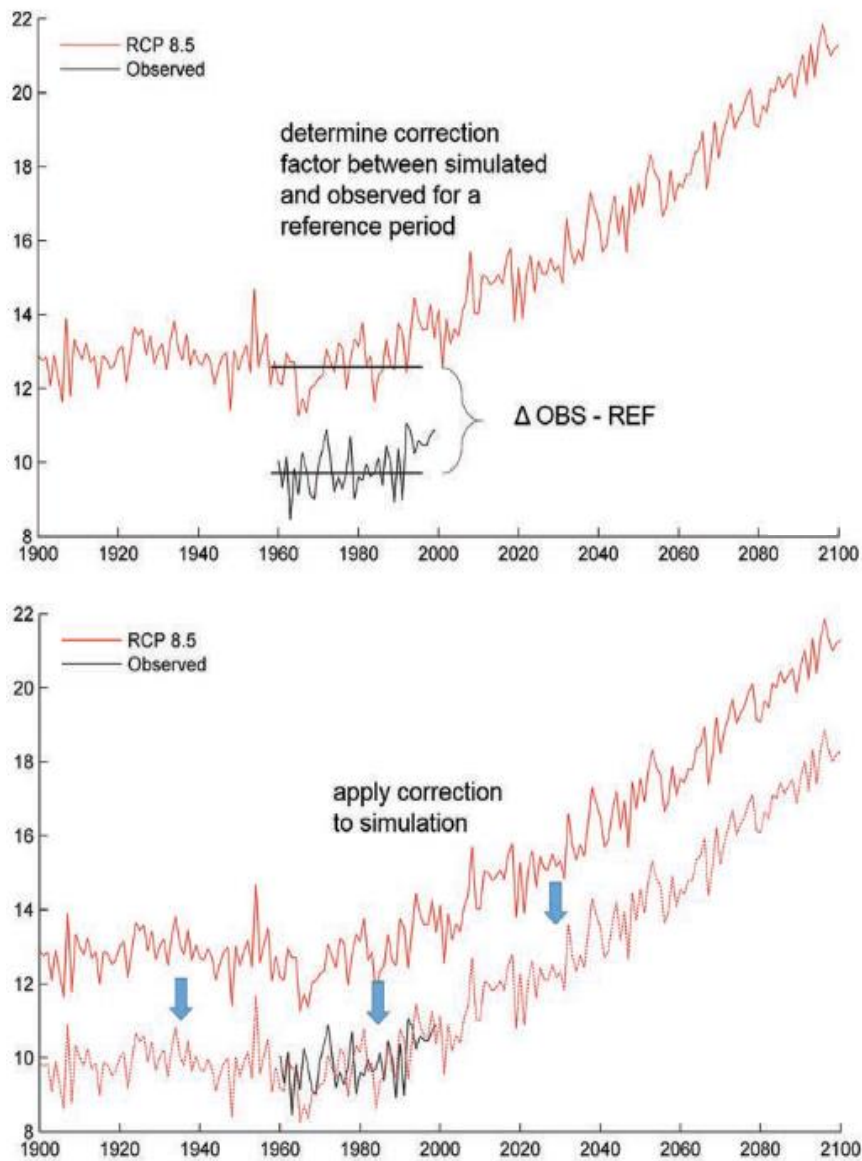 22
20
18
16
14
12
10
8
RCP 8.5
Observed
determine correction
factor between simulated
and observed for a
reference period
Δ OBS - REF
1900 1920 1940 1960 1980 2000 2020 2040 2060 2080 2100
22
20
18
16
14
12
10
8
RCP 8.5
Observed
apply correction
to simulation
1900 1920 1940 1960 1980 2000 2020 2040 2060 2080 2100